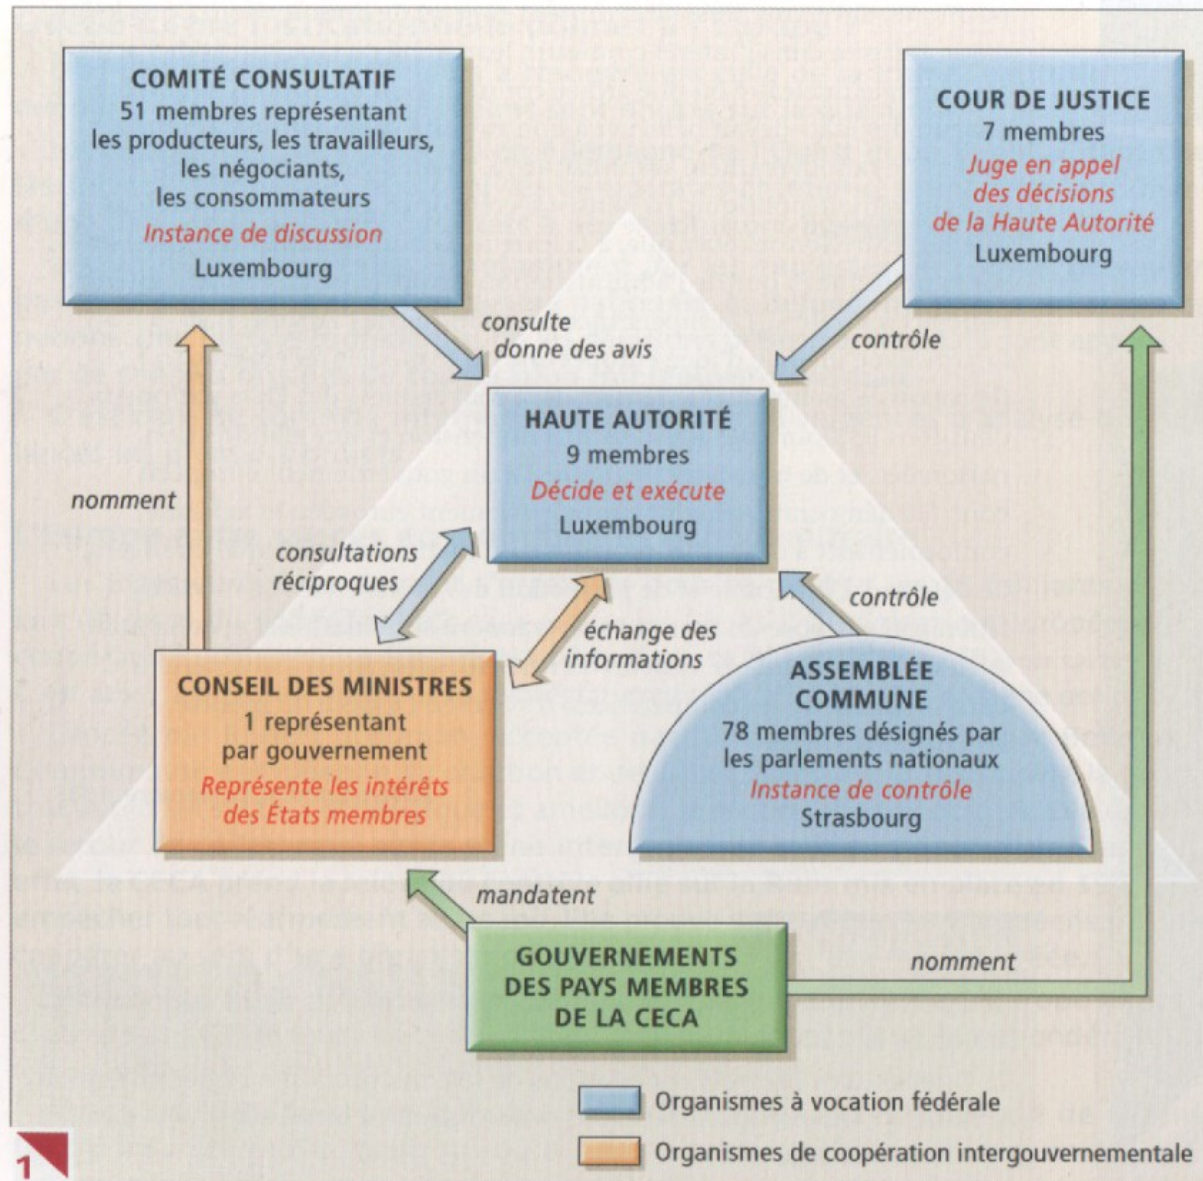 COMITÉ CONSULTATIF
51 membres représentant
les producteurs, les travailleurs,
les négociants,
les consommateurs
Instance de discussion
Luxembourg
COUR DE JUSTICE
7 membres
Juge en appel
des décisions
de la Haute Autorité
Luxembourg
consulte
donne des avis
contrôle
HAUTE AUTORITÉ
9 membres
Décide et exécute
Luxembourg
nomment
consultations
réciproques
échange des
informations
contrôle
CONSEIL DES MINISTRES
1 représentant
par gouvernement
Représente les intérêts
des États membres
ASSEMBLÉE
COMMUNE
78 membres désignés par
les parlements nationaux
Instance de contrôle
Strasbourg
mandatent
GOUVERNEMENTS
DES PAYS MEMBRES
DE LA CECA
nomment
Organismes à vocation fédérale
Organismes de coopération intergouvernementale
1